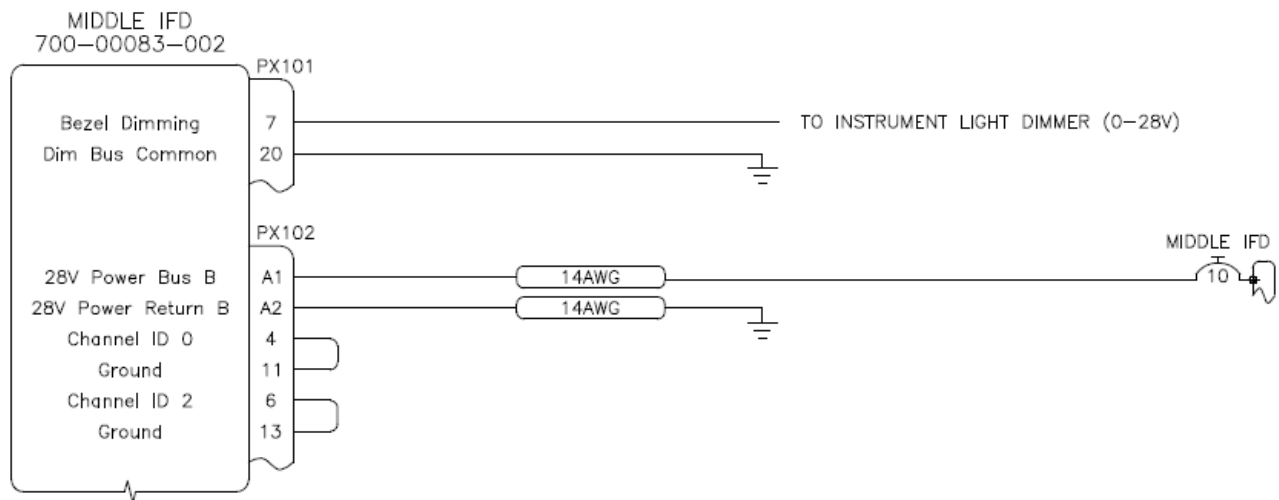 MIDDLE IFD
700-00083-002
PX101
Bezel Dimming 7 TO INSTRUMENT LIGHT DIMMER (0-28V)
Dim Bus Common 20
PX102
MIDDLE IFD
28V Power Bus B A1 14AWG 10
28V Power Return B A2 14AWG
Channel ID 0 4
Ground 11
Channel ID 2 6
Ground 13